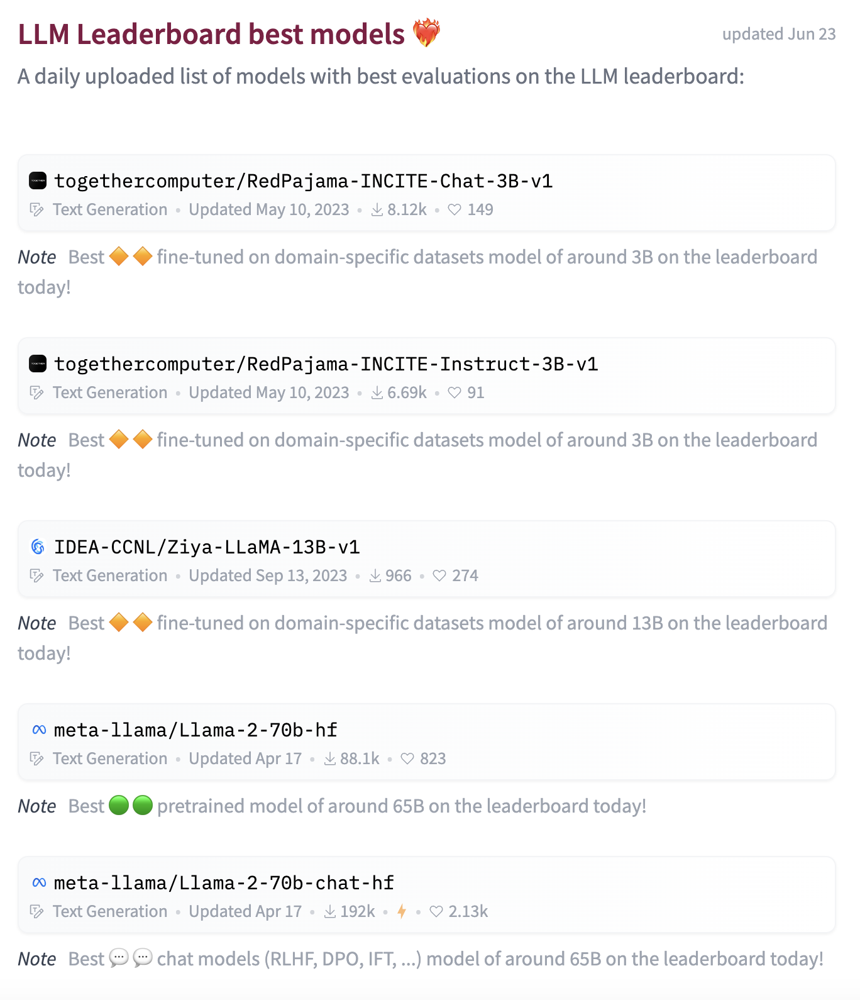 LLM Leaderboard best models ❤️‍🔥
updated Jun 23
A daily uploaded list of models with best evaluations on the LLM leaderboard:
togethercomputer/RedPajama-INCITE-Chat-3B-v1
Text Generation • Updated May 10, 2023 • 8.12k • 149
Note Best 🔶🔶 fine-tuned on domain-specific datasets model of around 3B on the leaderboard
today!
togethercomputer/RedPajama-INCITE-Instruct-3B-v1
Text Generation • Updated May 10, 2023 • 6.69k • 91
Note Best 🔶🔶 fine-tuned on domain-specific datasets model of around 3B on the leaderboard
today!
IDEA-CCNL/Ziya-LLaMA-13B-v1
Text Generation • Updated Sep 13, 2023 • 966 • 274
Note Best 🔶🔶 fine-tuned on domain-specific datasets model of around 13B on the leaderboard
today!
meta-llama/Llama-2-70b-hf
Text Generation • Updated Apr 17 • 88.1k • 823
Note Best 🟢🟢 pretrained model of around 65B on the leaderboard today!
meta-llama/Llama-2-70b-chat-hf
Text Generation • Updated Apr 17 • 192k • ⚡ • 2.13k
Note Best 💬💬 chat models (RLHF, DPO, IFT, ...) model of around 65B on the leaderboard today!